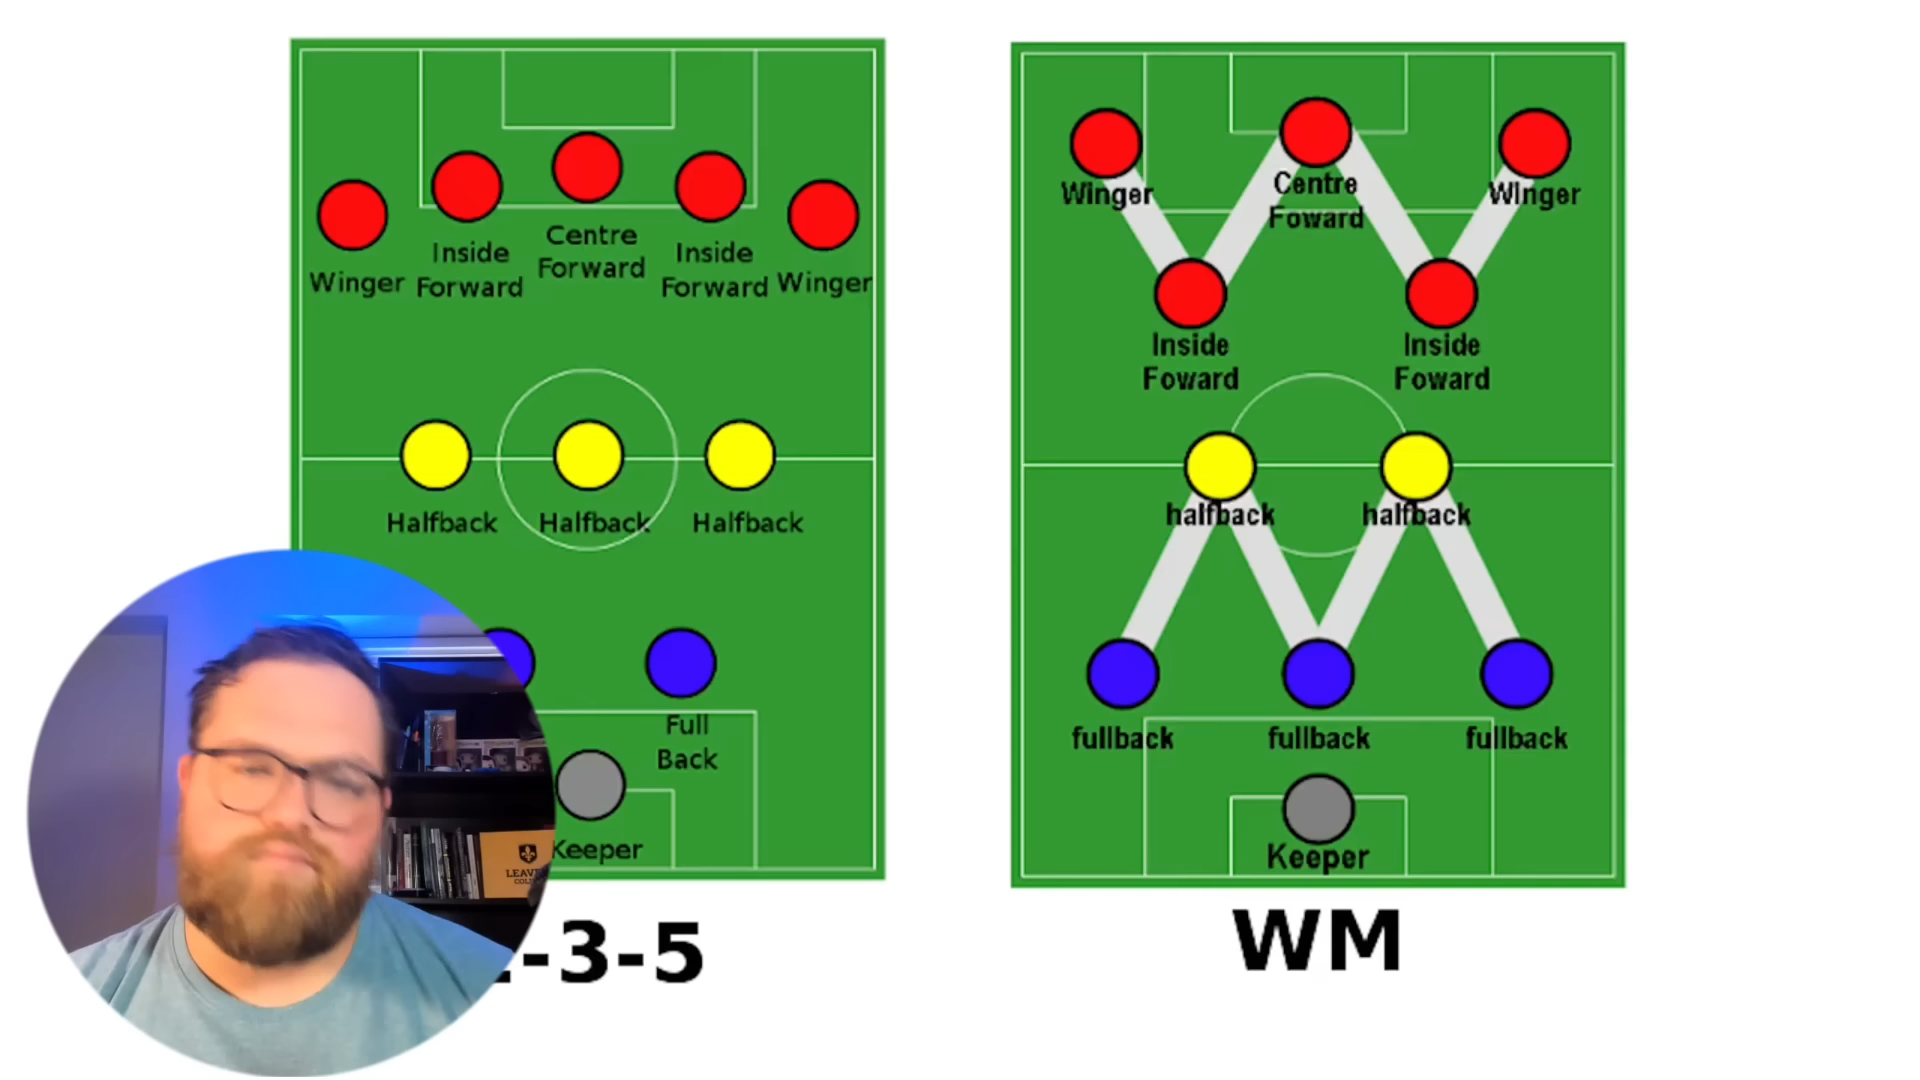 Winger
Inside
Forward
Centre
Forward
Inside
Forward
Winger
Halfback
Halfback
Halfback
Full
Back
Keeper
-3-5
Winger
Centre
Foward
Winger
Inside
Foward
Inside
Foward
halfback
halfback
fullback
fullback
fullback
Keeper
WM